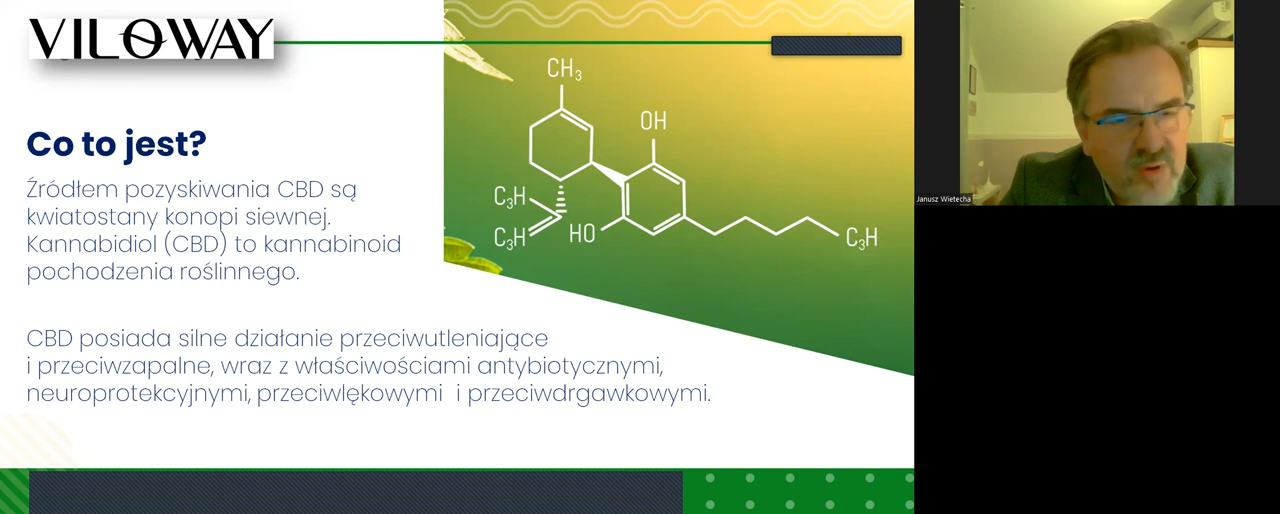 VILOWAY
Co to jest?
Źródłem pozyskiwania CBD są
kwiatostany konopi siewnej.
Kannabidiol (CBD) to kannabinoid
pochodzenia roślinnego.
CBD posiada silne działanie przeciwutleniające
i przeciwzapalne, wraz z właściwościami antybiotycznymi,
neuroprotekcyjnymi, przeciwlękowymi i przeciwdrgawkowymi.
CH₃
OH
C₃H
C₃H
HO
C₃H
Janusz Wietecha